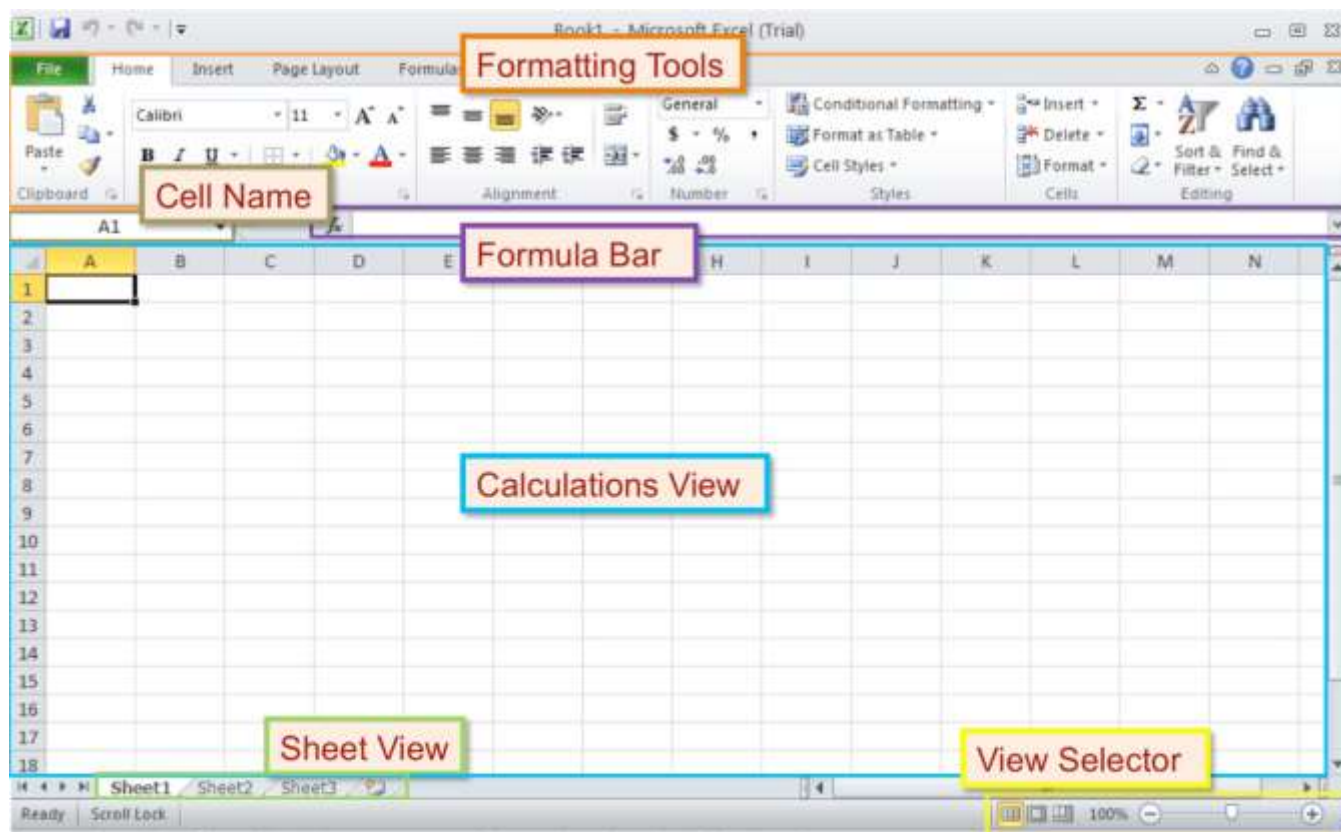 Book1 - Microsoft Excel (Trial)
Formatting Tools
File Home Insert Page Layout
Calibri 11 A A General Conditional Formatting Insert Σ
Paste B I U A $ % , Format as Table Delete Sort & Find &
Cell Styles Format Filter Select
Clipboard Alignment Number Styles Cells Editing
Cell Name
A1 fx
Formula Bar
A B C D E H I J K L M N
1
2
3
4
5
6
7
Calculations View
8
9
10
11
12
13
14
15
16
17
Sheet View
View Selector
18
Sheet1 Sheet2 Sheet3
Ready Scroll Lock 100%